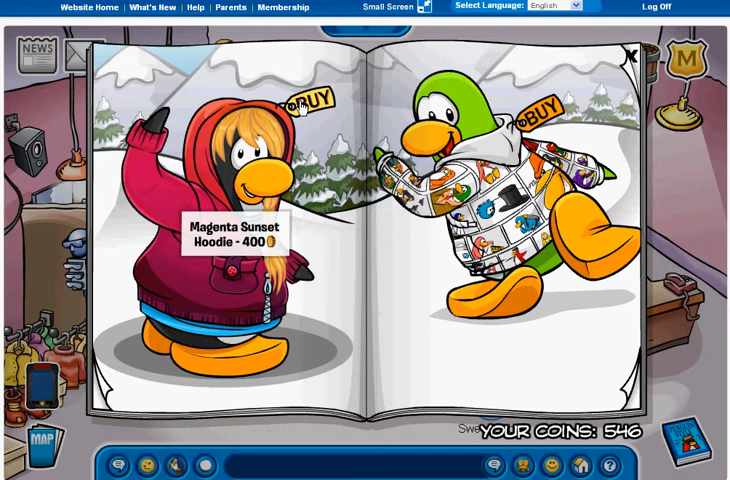 Website Home | What's New | Help | Parents | Membership
Small Screen
Select Language: English
Log Off
NEWS
M
BUY
BUY
Magenta Sunset
Hoodie - 400
YOUR COINS: 546
MAP